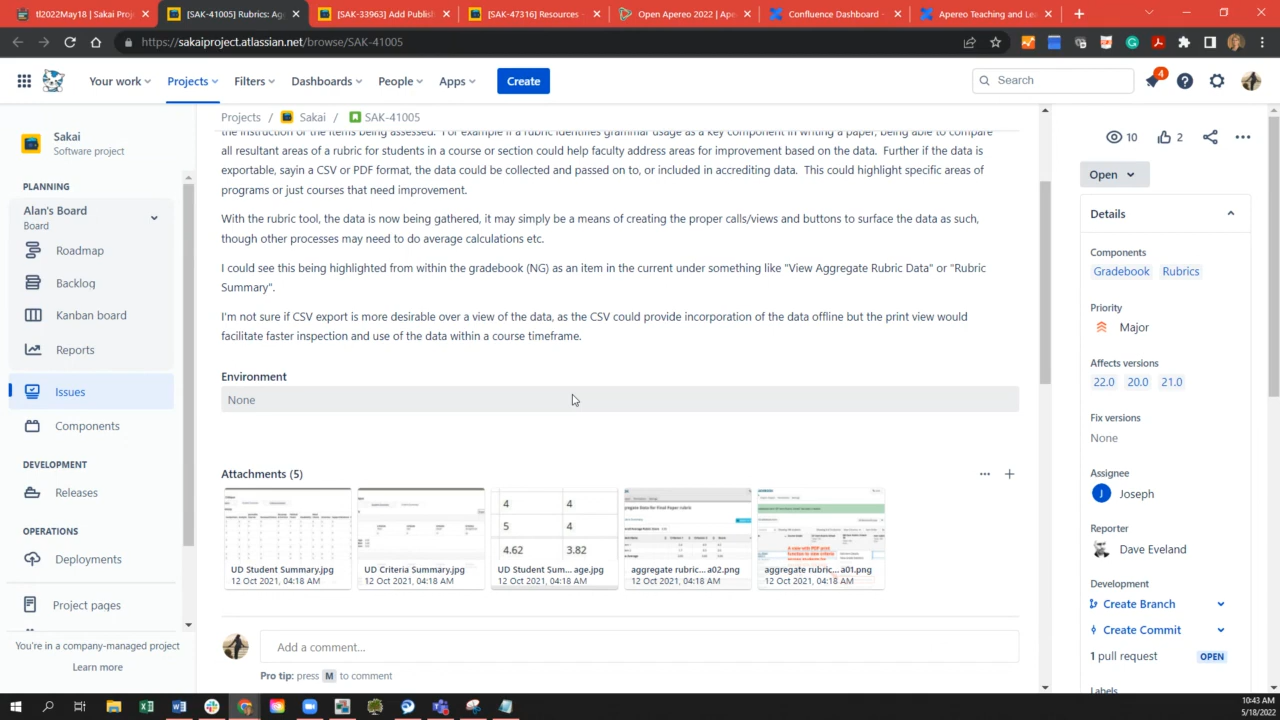 tl2022May18 | Sakai Proj
[SAK-41005] Rubrics: Agg
[SAK-33963] Add Publish
[SAK-47316] Resources -
Open Apereo 2022 | Ape
Confluence Dashboard -
Apereo Teaching and Le
https://sakaiproject.atlassian.net/browse/SAK-41005
Your work
Projects
Filters
Dashboards
People
Apps
Create
Search
4
Sakai
Software project
PLANNING
Alan's Board
Board
Roadmap
Backlog
Kanban board
Reports
Issues
Components
DEVELOPMENT
Releases
OPERATIONS
Deployments
Project pages
You're in a company-managed project
Learn more
Projects / Sakai / SAK-41005
the instruction of the items being assessed. For example if a rubric identifies grammar usage as a key component in writing a paper, being able to compare
all resultant areas of a rubric for students in a course or section could help faculty address areas for improvement based on the data. Further if the data is
exportable, sayin a CSV or PDF format, the data could be collected and passed on to, or included in accrediting data. This could highlight specific areas of
programs or just courses that need improvement.
With the rubric tool, the data is now being gathered, it may simply be a means of creating the proper calls/views and buttons to surface the data as such,
though other processes may need to do average calculations etc.
I could see this being highlighted from within the gradebook (NG) as an item in the current under something like "View Aggregate Rubric Data" or "Rubric
Summary".
I'm not sure if CSV export is more desirable over a view of the data, as the CSV could provide incorporation of the data offline but the print view would
facilitate faster inspection and use of the data within a course timeframe.
Environment
None
Attachments (5)
UD Student Summary.jpg
12 Oct 2021, 04:18 AM
UD Criteria Summary.jpg
12 Oct 2021, 04:18 AM
4 4
5 4
4.62 3.82
UD Student Sum... age.jpg
12 Oct 2021, 04:18 AM
aggregate rubric... a02.png
12 Oct 2021, 04:18 AM
aggregate rubric... a01.png
12 Oct 2021, 04:18 AM
Add a comment...
Pro tip: press M to comment
10
2
Open
Details
Components
Gradebook Rubrics
Priority
Major
Affects versions
22.0 20.0 21.0
Fix versions
None
Assignee
J Joseph
Reporter
Dave Eveland
Development
Create Branch
Create Commit
1 pull request OPEN
Labels
10:43 AM
5/18/2022